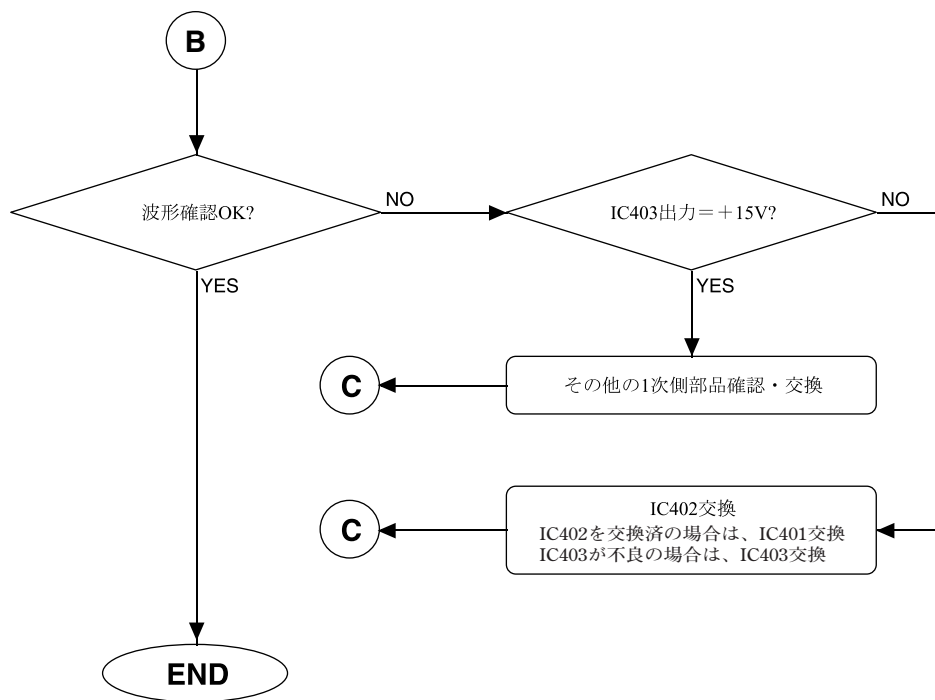 B
波形確認OK?
NO
IC403出力＝＋15V?
NO
YES
YES
C
その他の1次側部品確認・交換
C
IC402交換
IC402を交換済の場合は、IC401交換
IC403が不良の場合は、IC403交換
END